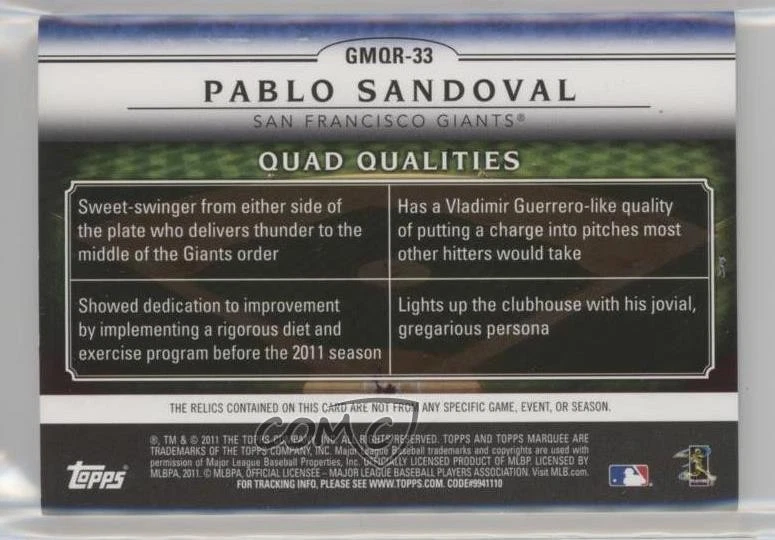 GMQR-33
PABLO SANDOVAL
SAN FRANCISCO GIANTS®
QUAD QUALITIES
Sweet-swinger from either side of
the plate who delivers thunder to the
middle of the Giants order
Has a Vladimir Guerrero-like quality
of putting a charge into pitches most
other hitters would take
Showed dedication to improvement
by implementing a rigorous diet and
exercise program before the 2011 season
Lights up the clubhouse with his jovial,
gregarious persona
THE RELICS CONTAINED ON THIS CARD ARE NOT FROM ANY SPECIFIC GAME, EVENT, OR SEASON.
COMC
®, TM & © 2011 THE TOPPS COMPANY, INC. ALL RIGHTS RESERVED. TOPPS AND TOPPS MARQUEE ARE
TRADEMARKS OF THE TOPPS COMPANY, INC. Major League Baseball trademarks and copyrights are used with
permission of Major League Baseball Properties, Inc. OFFICIALLY LICENSED PRODUCT OF MLBP. LICENSED BY
MLBPA, 2011. © MLBPA. OFFICIAL LICENSEE – MAJOR LEAGUE BASEBALL PLAYERS ASSOCIATION. Visit MLB.com.
FOR TRACKING INFO, PLEASE SEE WWW.TOPPS.COM. CODE#9941110
Topps